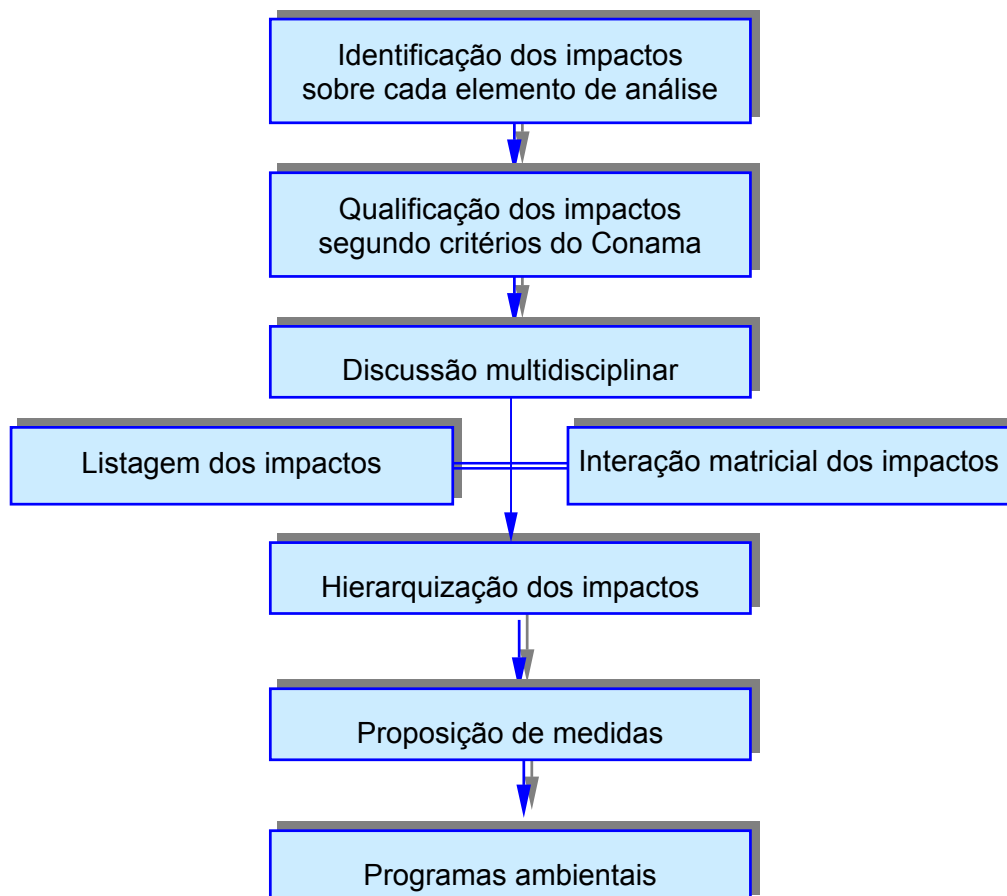 Identificação dos impactos
sobre cada elemento de análise
Qualificação dos impactos
segundo critérios do Conama
Discussão multidisciplinar
Listagem dos impactos
Interação matricial dos impactos
Hierarquização dos impactos
Proposição de medidas
Programas ambientais